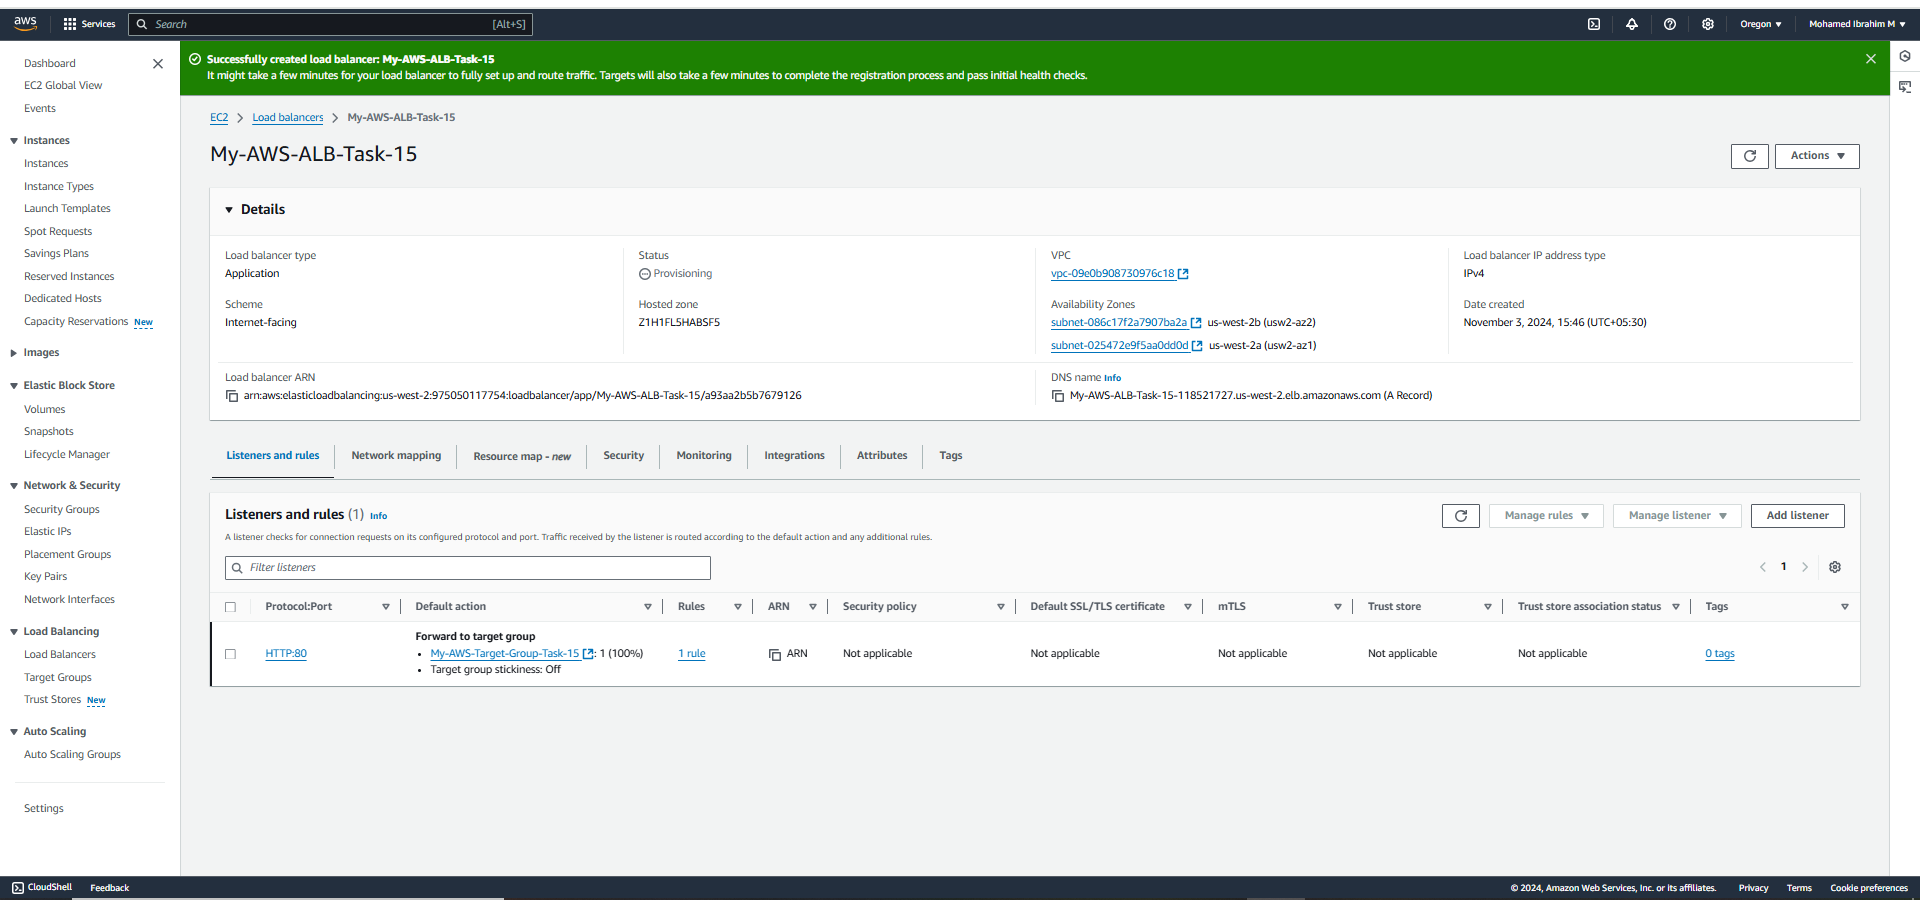 aws Services Search [Alt+S] Oregon Mohamed Ibrahim M
Dashboard
EC2 Global View
Events
Instances
Instances
Instance Types
Launch Templates
Spot Requests
Savings Plans
Reserved Instances
Dedicated Hosts
Capacity Reservations New
Images
Elastic Block Store
Volumes
Snapshots
Lifecycle Manager
Network & Security
Security Groups
Elastic IPs
Placement Groups
Key Pairs
Network Interfaces
Load Balancing
Load Balancers
Target Groups
Trust Stores New
Auto Scaling
Auto Scaling Groups
Settings
Successfully created load balancer: My-AWS-ALB-Task-15
It might take a few minutes for your load balancer to fully set up and route traffic. Targets will also take a few minutes to complete the registration process and pass initial health checks.
EC2 > Load balancers > My-AWS-ALB-Task-15
My-AWS-ALB-Task-15
Actions
Details
Load balancer type
Application
Scheme
Internet-facing
Status
Provisioning
Hosted zone
Z1H1FL5HABSF5
VPC
vpc-09e0b908730976c18
Availability Zones
subnet-086c17f2a7907ba2a us-west-2b (usw2-az2)
subnet-025472e9f5aa0dd0d us-west-2a (usw2-az1)
Load balancer IP address type
IPv4
Date created
November 3, 2024, 15:46 (UTC+05:30)
Load balancer ARN
arn:aws:elasticloadbalancing:us-west-2:975050117754:loadbalancer/app/My-AWS-ALB-Task-15/a93aa2b5b7679126
DNS name Info
My-AWS-ALB-Task-15-118521727.us-west-2.elb.amazonaws.com (A Record)
Listeners and rules Network mapping Resource map - new Security Monitoring Integrations Attributes Tags
Listeners and rules (1) Info
Manage rules Manage listener Add listener
A listener checks for connection requests on its configured protocol and port. Traffic received by the listener is routed according to the default action and any additional rules.
Filter listeners
1
Protocol:Port Default action Rules ARN Security policy Default SSL/TLS certificate mTLS Trust store Trust store association status Tags
Forward to target group
HTTP:80 • My-AWS-Target-Group-Task-15 : 1 (100%) 1 rule ARN Not applicable Not applicable Not applicable Not applicable Not applicable 0 tags
• Target group stickiness: Off
CloudShell Feedback © 2024, Amazon Web Services, Inc. or its affiliates. Privacy Terms Cookie preferences